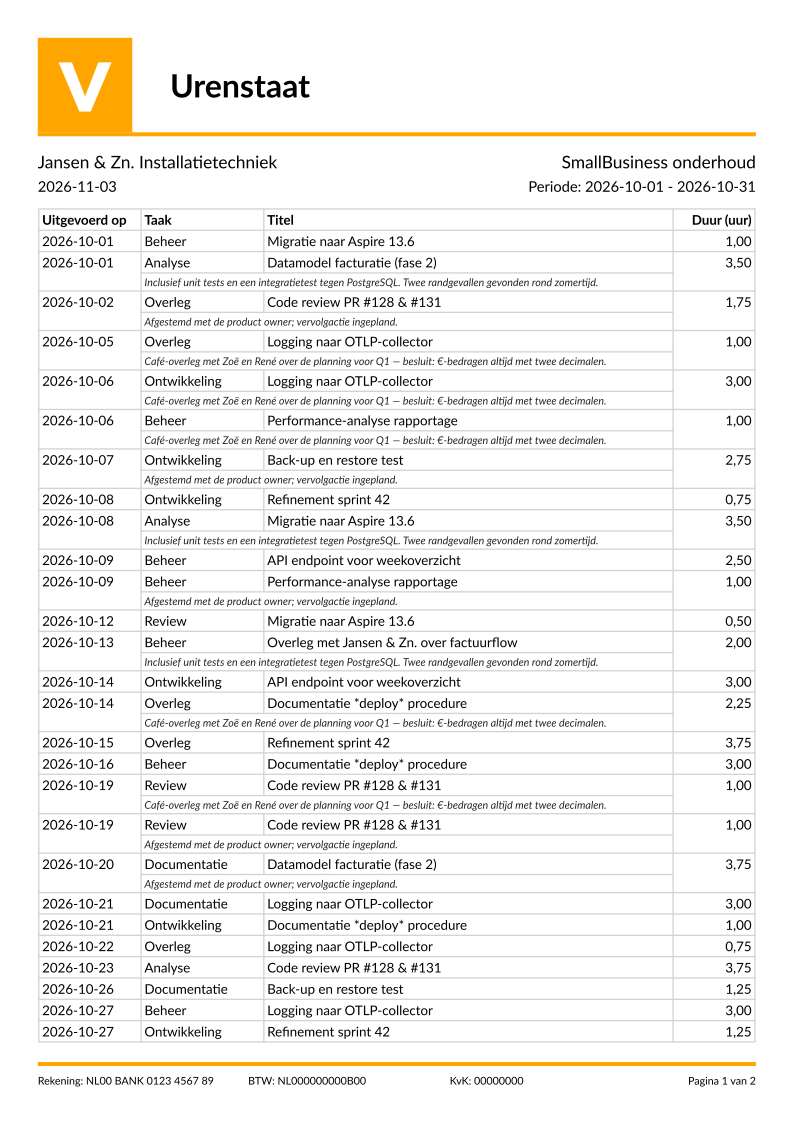 V
Urenstaat
Jansen & Zn. Installatietechniek SmallBusiness onderhoud
2026-11-03 Periode: 2026-10-01 - 2026-10-31
Uitgevoerd op Taak Titel Duur (uur)
2026-10-01 Beheer Migratie naar Aspire 13.6 1,00
2026-10-01 Analyse Datamodel facturatie (fase 2) 3,50
Inclusief unit tests en een integratietest tegen PostgreSQL. Twee randgevallen gevonden rond zomertijd.
2026-10-02 Overleg Code review PR #128 & #131 1,75
Afgestemd met de product owner; vervolgactie ingepland.
2026-10-05 Overleg Logging naar OTLP-collector 1,00
Café-overleg met Zoë en René over de planning voor Q1 — besluit: €-bedragen altijd met twee decimalen.
2026-10-06 Ontwikkeling Logging naar OTLP-collector 3,00
Café-overleg met Zoë en René over de planning voor Q1 — besluit: €-bedragen altijd met twee decimalen.
2026-10-06 Beheer Performance-analyse rapportage 1,00
Café-overleg met Zoë en René over de planning voor Q1 — besluit: €-bedragen altijd met twee decimalen.
2026-10-07 Ontwikkeling Back-up en restore test 2,75
Afgestemd met de product owner; vervolgactie ingepland.
2026-10-08 Ontwikkeling Refinement sprint 42 0,75
2026-10-08 Analyse Migratie naar Aspire 13.6 3,50
Inclusief unit tests en een integratietest tegen PostgreSQL. Twee randgevallen gevonden rond zomertijd.
2026-10-09 Beheer API endpoint voor weekoverzicht 2,50
2026-10-09 Beheer Performance-analyse rapportage 1,00
Afgestemd met de product owner; vervolgactie ingepland.
2026-10-12 Review Migratie naar Aspire 13.6 0,50
2026-10-13 Beheer Overleg met Jansen & Zn. over factuurflow 2,00
Inclusief unit tests en een integratietest tegen PostgreSQL. Twee randgevallen gevonden rond zomertijd.
2026-10-14 Ontwikkeling API endpoint voor weekoverzicht 3,00
2026-10-14 Overleg Documentatie *deploy* procedure 2,25
Café-overleg met Zoë en René over de planning voor Q1 — besluit: €-bedragen altijd met twee decimalen.
2026-10-15 Overleg Refinement sprint 42 3,75
2026-10-16 Beheer Documentatie *deploy* procedure 3,00
2026-10-19 Review Code review PR #128 & #131 1,00
Café-overleg met Zoë en René over de planning voor Q1 — besluit: €-bedragen altijd met twee decimalen.
2026-10-19 Review Code review PR #128 & #131 1,00
Afgestemd met de product owner; vervolgactie ingepland.
2026-10-20 Documentatie Datamodel facturatie (fase 2) 3,75
Afgestemd met de product owner; vervolgactie ingepland.
2026-10-21 Documentatie Logging naar OTLP-collector 3,00
2026-10-21 Ontwikkeling Documentatie *deploy* procedure 1,00
2026-10-22 Overleg Logging naar OTLP-collector 0,75
2026-10-23 Analyse Code review PR #128 & #131 3,75
2026-10-26 Documentatie Back-up en restore test 1,25
2026-10-27 Beheer Logging naar OTLP-collector 3,00
2026-10-27 Ontwikkeling Refinement sprint 42 1,25
Rekening: NL00 BANK 0123 4567 89 BTW: NL000000000B00 KvK: 00000000 Pagina 1 van 2